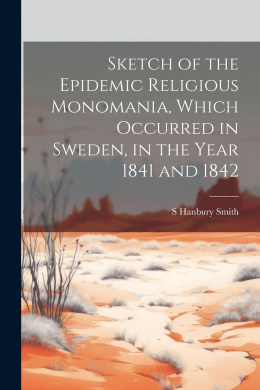 Sketch of the
Epidemic Religious
Monomania, Which
Occurred in
Sweden, in the Year
1841 and 1842
S Hanbury Smith